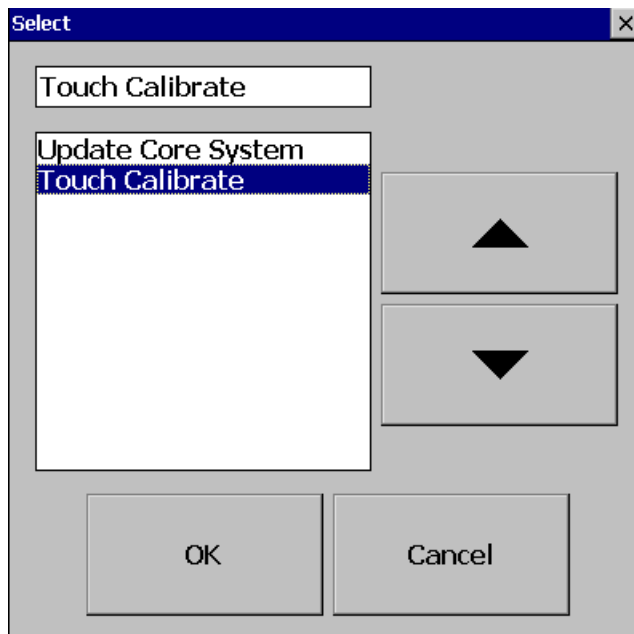 Select
Touch Calibrate
Update Core System
Touch Calibrate
OK
Cancel